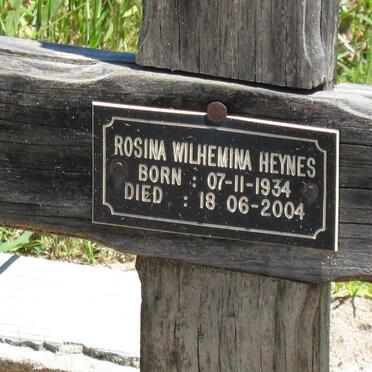 ROSINA WILHEMINA HEYNES
BORN : 07-11-1934
DIED : 18 06-2004